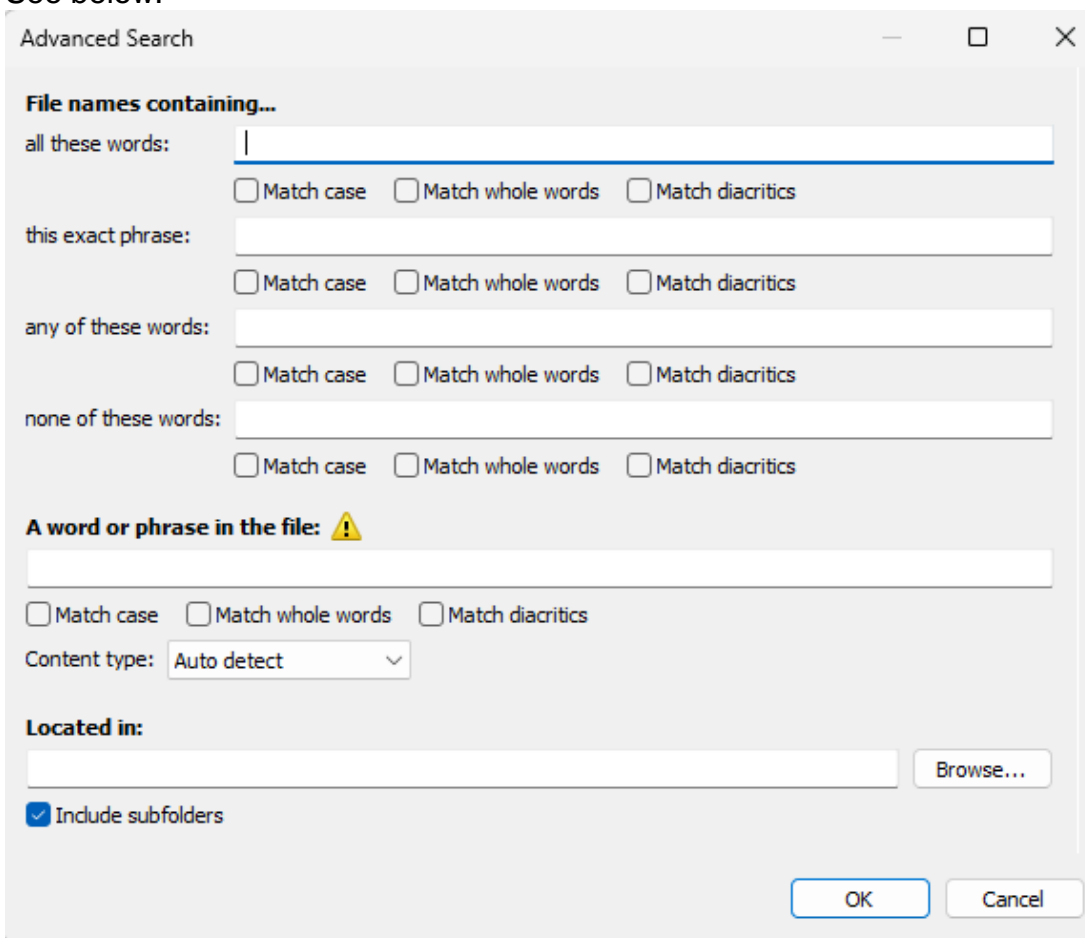 See below.
Advanced Search
File names containing...
all these words:
Match case Match whole words Match diacritics
this exact phrase:
Match case Match whole words Match diacritics
any of these words:
Match case Match whole words Match diacritics
none of these words:
Match case Match whole words Match diacritics
A word or phrase in the file:
Match case Match whole words Match diacritics
Content type: Auto detect
Located in:
Browse...
Include subfolders
OK Cancel